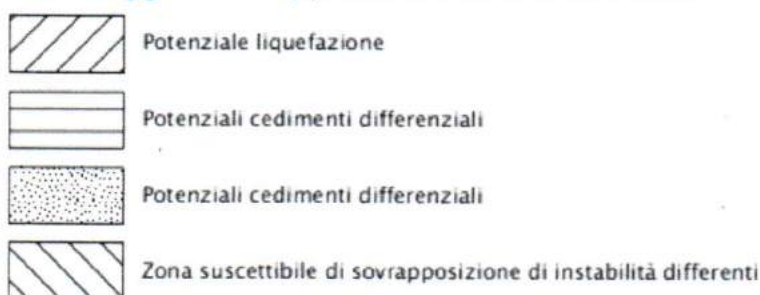 Potenziale liquefazione
Potenziali cedimenti differenziali
Potenziali cedimenti differenziali
Zona suscettibile di sovrapposizione di instabilità differenti